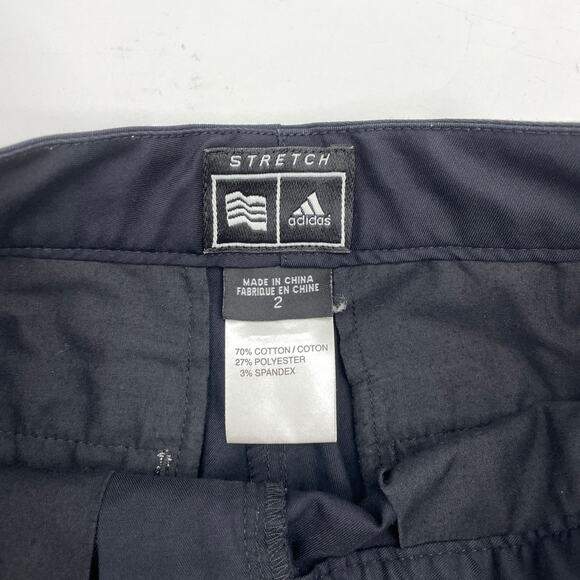 STRETCH
adidas
MADE IN CHINA
FABRIQUE EN CHINE
2
70% COTTON / COTON
27% POLYESTER
3% SPANDEX